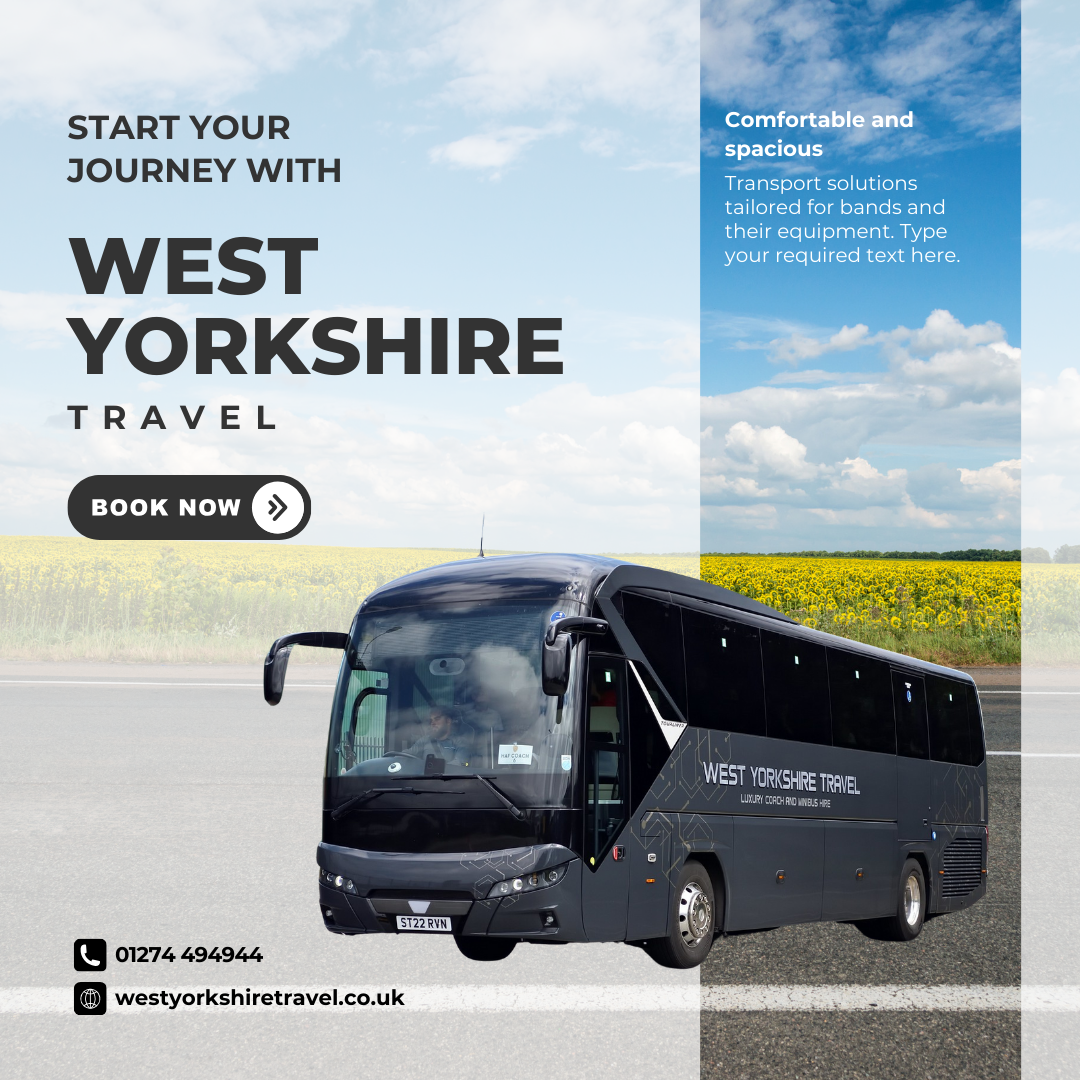 START YOUR
JOURNEY WITH
WEST
YORKSHIRE
TRAVEL
BOOK NOW
Comfortable and
spacious
Transport solutions
tailored for bands and
their equipment. Type
your required text here.
TOURLINER
H&F COACH
WEST YORKSHIRE TRAVEL
LUXURY COACH AND MINIBUS HIRE
ST22 RVN
01274 494944
westyorkshiretravel.co.uk